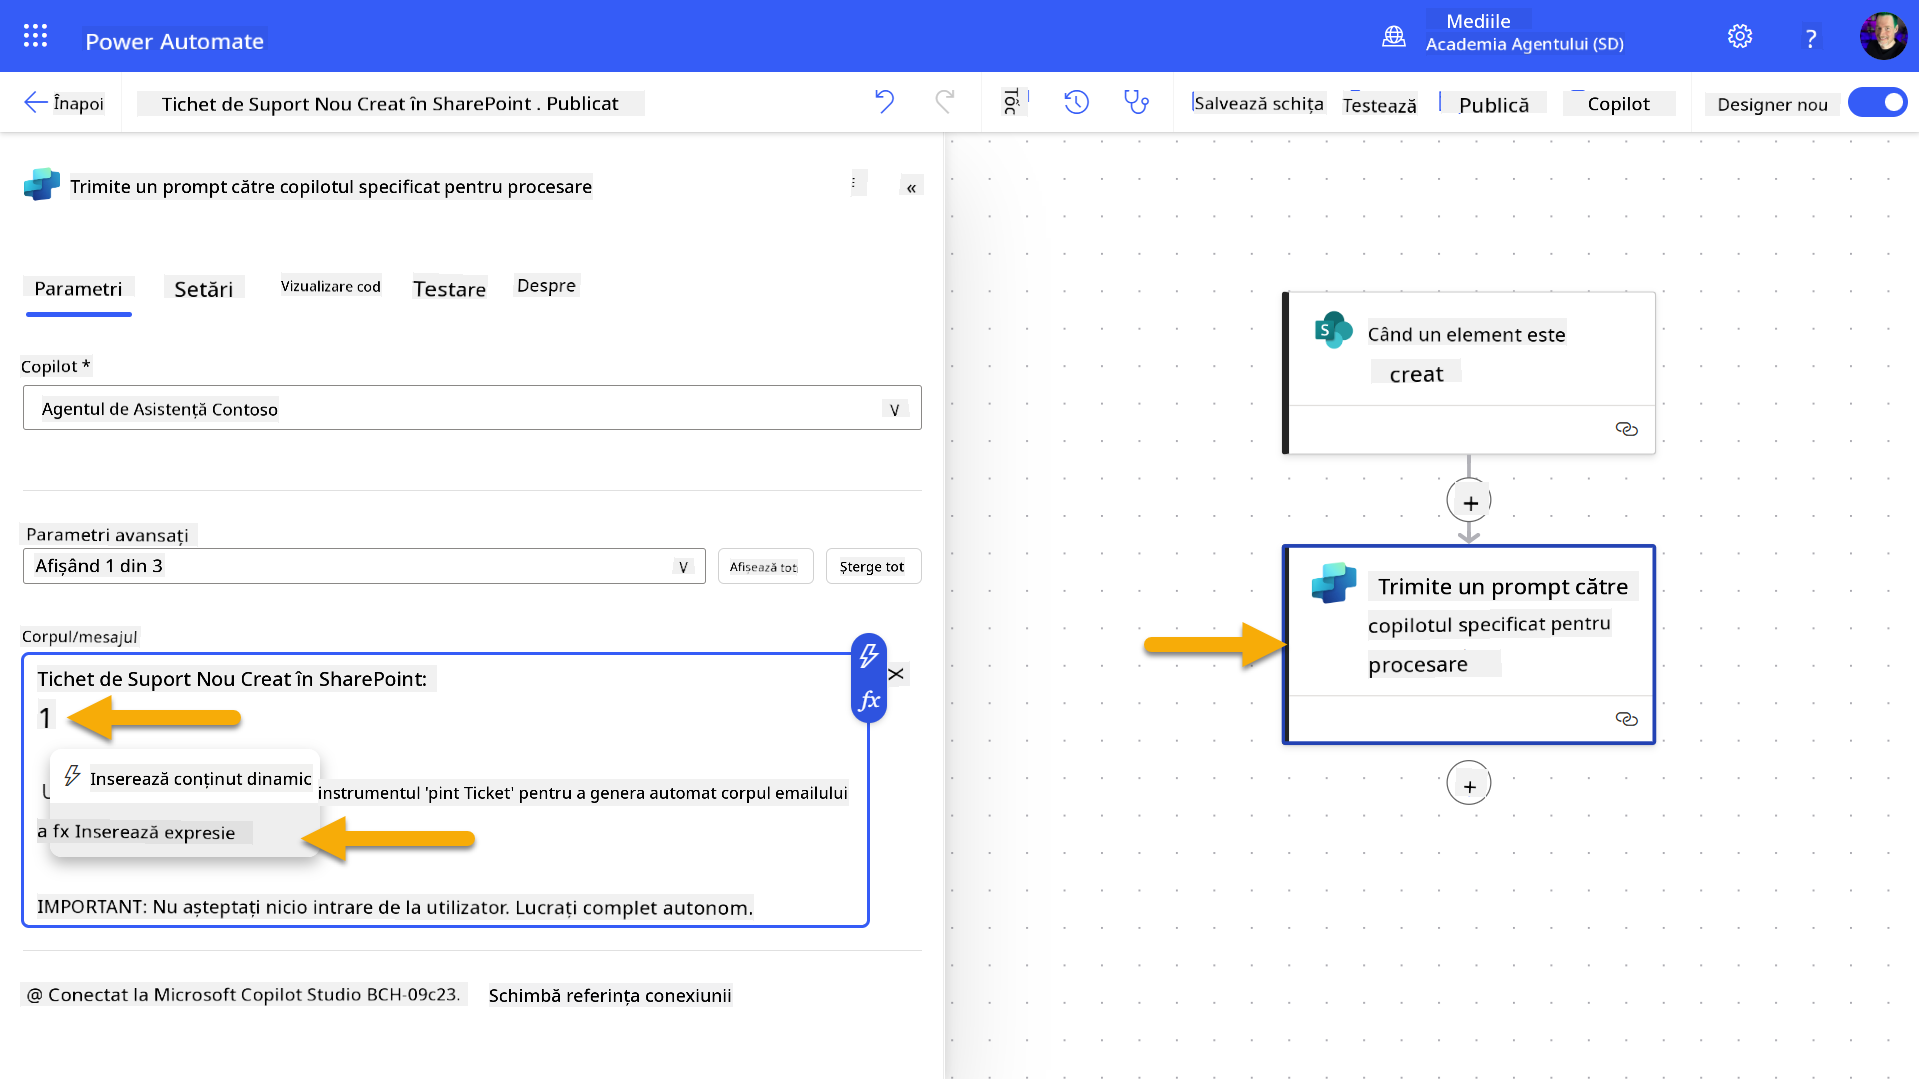 Power Automate
Mediile
Academia Agentului (SD)
?
Înapoi
Tichet de Suport Nou Creat în SharePoint . Publicat
Salvează schița
Testează
Publică
Copilot
Designer nou
Trimite un prompt către copilotul specificat pentru procesare
«
Parametri
Setări
Vizualizare cod
Testare
Despre
Copilot *
Agentul de Asistență Contoso
V
Parametri avansați
Afișând 1 din 3
V
Afișează tot
Șterge tot
Corpul/mesajul
Tichet de Suport Nou Creat în SharePoint:
1
fx
Inserează conținut dinamic
instrumentul 'pint Ticket' pentru a genera automat corpul emailului
a fx Inserează expresie
IMPORTANT: Nu așteptați nicio intrare de la utilizator. Lucrați complet autonom.
@ Conectat la Microsoft Copilot Studio BCH-09c23.
Schimbă referința conexiunii
S
Când un element este
creat
+
Trimite un prompt către
copilotul specificat pentru
procesare
+